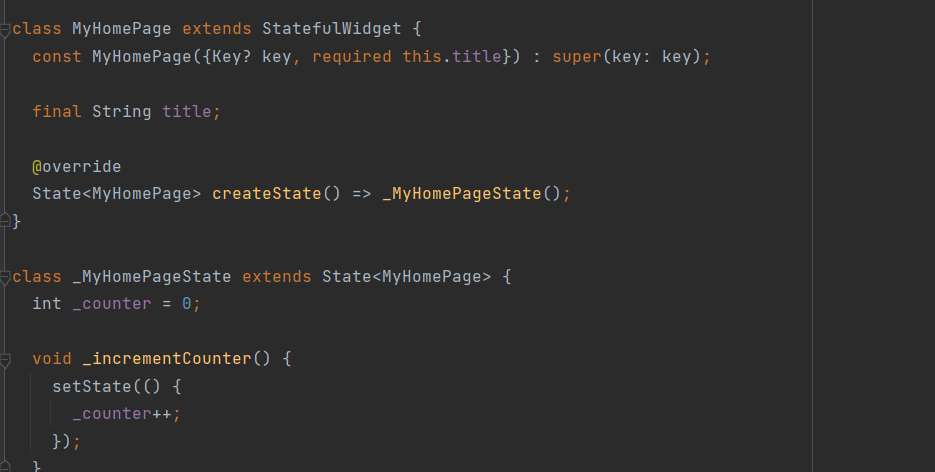 class MyHomePage extends StatefulWidget {
  const MyHomePage({Key? key, required this.title}) : super(key: key);
  final String title;
  @override
  State<MyHomePage> createState() => _MyHomePageState();
}
class _MyHomePageState extends State<MyHomePage> {
  int _counter = 0;
  void _incrementCounter() {
    setState(() {
      _counter++;
    });
  }